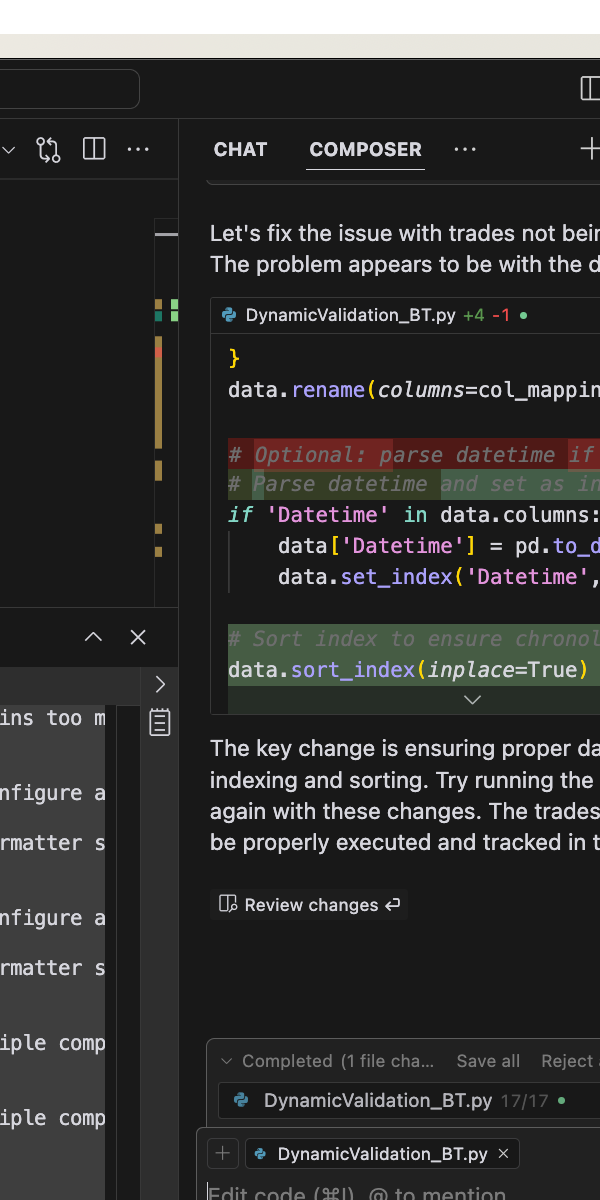 CHAT COMPOSER ...
Let's fix the issue with trades not
The problem appears to be with the
DynamicValidation_BT.py +4 -1
}
data.rename(columns=col_mappin
# Optional: parse datetime if
# Parse datetime and set as in
if 'Datetime' in data.columns:
data['Datetime'] = pd.to_d
data.set_index('Datetime',
# Sort index to ensure chronol
data.sort_index(inplace=True)
The key change is ensuring proper da
indexing and sorting. Try running the
again with these changes. The trades
be properly executed and tracked in t
Review changes
ins too m
nfigure a
rmatter s
nfigure a
rmatter s
iple comp
iple comp
Completed (1 file cha... Save all Reject
DynamicValidation_BT.py 17/17
+ DynamicValidation_BT.py ×
Edit code (⌘I), @ to mention